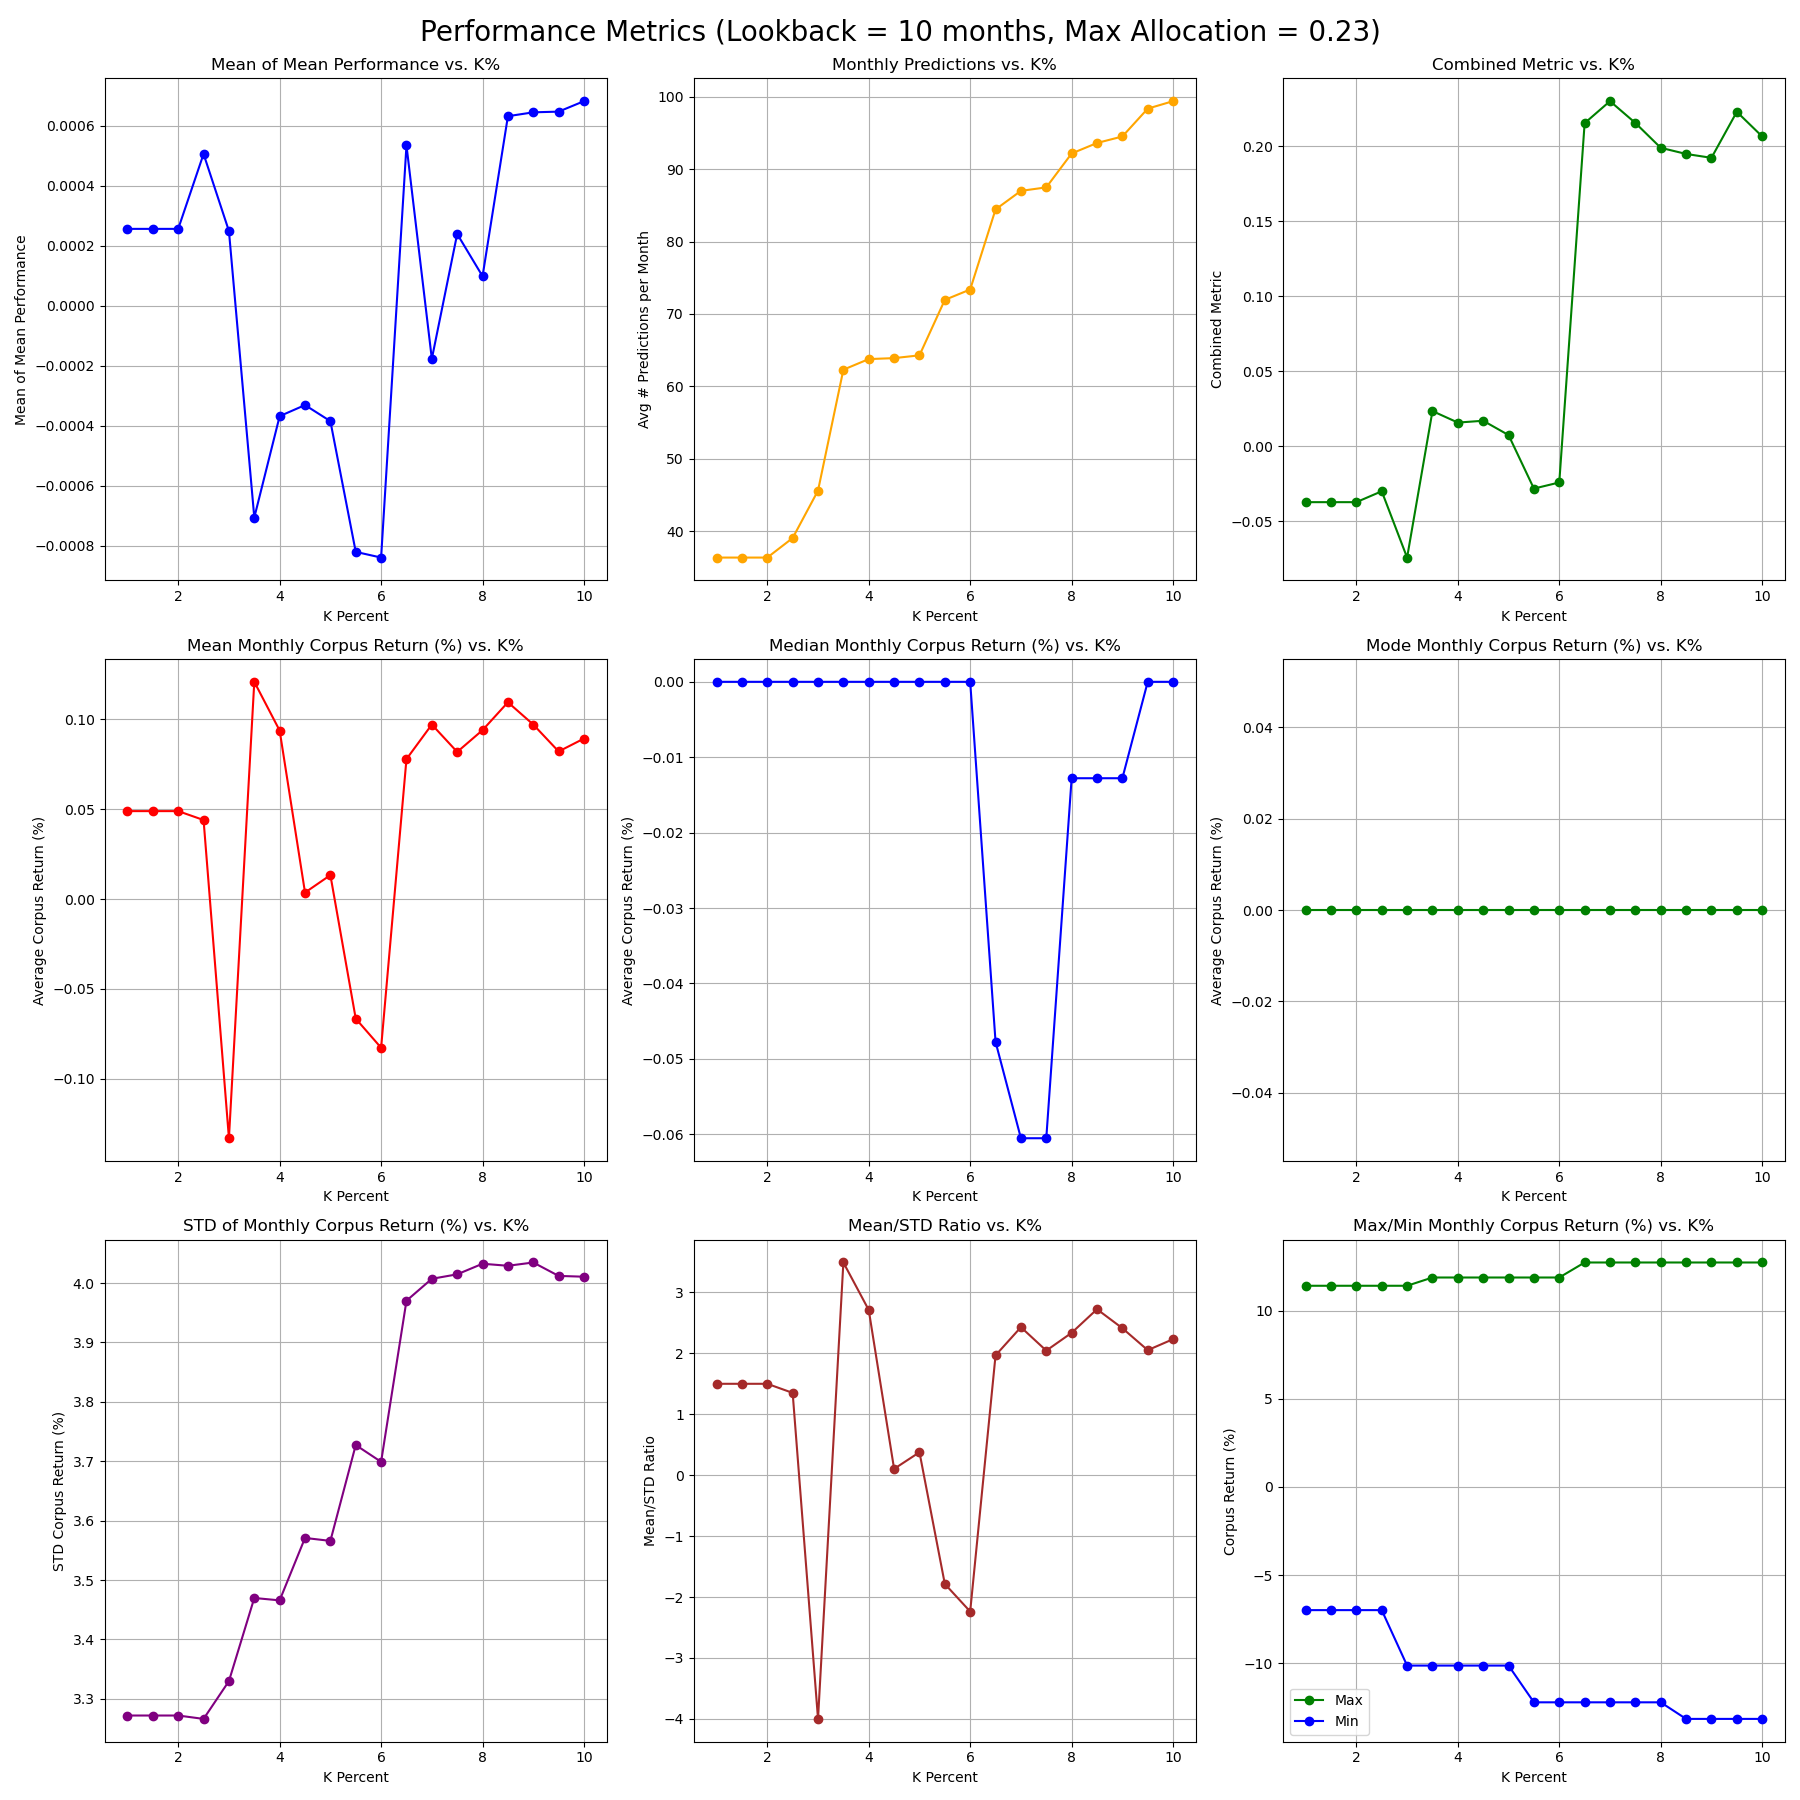 Performance Metrics (Lookback = 10 months, Max Allocation = 0.23)
Mean of Mean Performance vs. K%
Mean of Mean Performance
0.0006
0.0004
0.0002
0.0000
−0.0002
−0.0004
−0.0006
−0.0008
2 4 6 8 10
K Percent
Monthly Predictions vs. K%
Avg # Predictions per Month
100
90
80
70
60
50
40
2 4 6 8 10
K Percent
Combined Metric vs. K%
Combined Metric
0.20
0.15
0.10
0.05
0.00
−0.05
2 4 6 8 10
K Percent
Mean Monthly Corpus Return (%) vs. K%
Average Corpus Return (%)
0.10
0.05
0.00
−0.05
−0.10
2 4 6 8 10
K Percent
Median Monthly Corpus Return (%) vs. K%
Average Corpus Return (%)
0.00
−0.01
−0.02
−0.03
−0.04
−0.05
−0.06
2 4 6 8 10
K Percent
Mode Monthly Corpus Return (%) vs. K%
Average Corpus Return (%)
0.04
0.02
0.00
−0.02
−0.04
2 4 6 8 10
K Percent
STD of Monthly Corpus Return (%) vs. K%
STD Corpus Return (%)
4.0
3.9
3.8
3.7
3.6
3.5
3.4
3.3
2 4 6 8 10
K Percent
Mean/STD Ratio vs. K%
Mean/STD Ratio
3
2
1
0
−1
−2
−3
−4
2 4 6 8 10
K Percent
Max/Min Monthly Corpus Return (%) vs. K%
Corpus Return (%)
10
5
0
−5
−10
Max
Min
2 4 6 8 10
K Percent